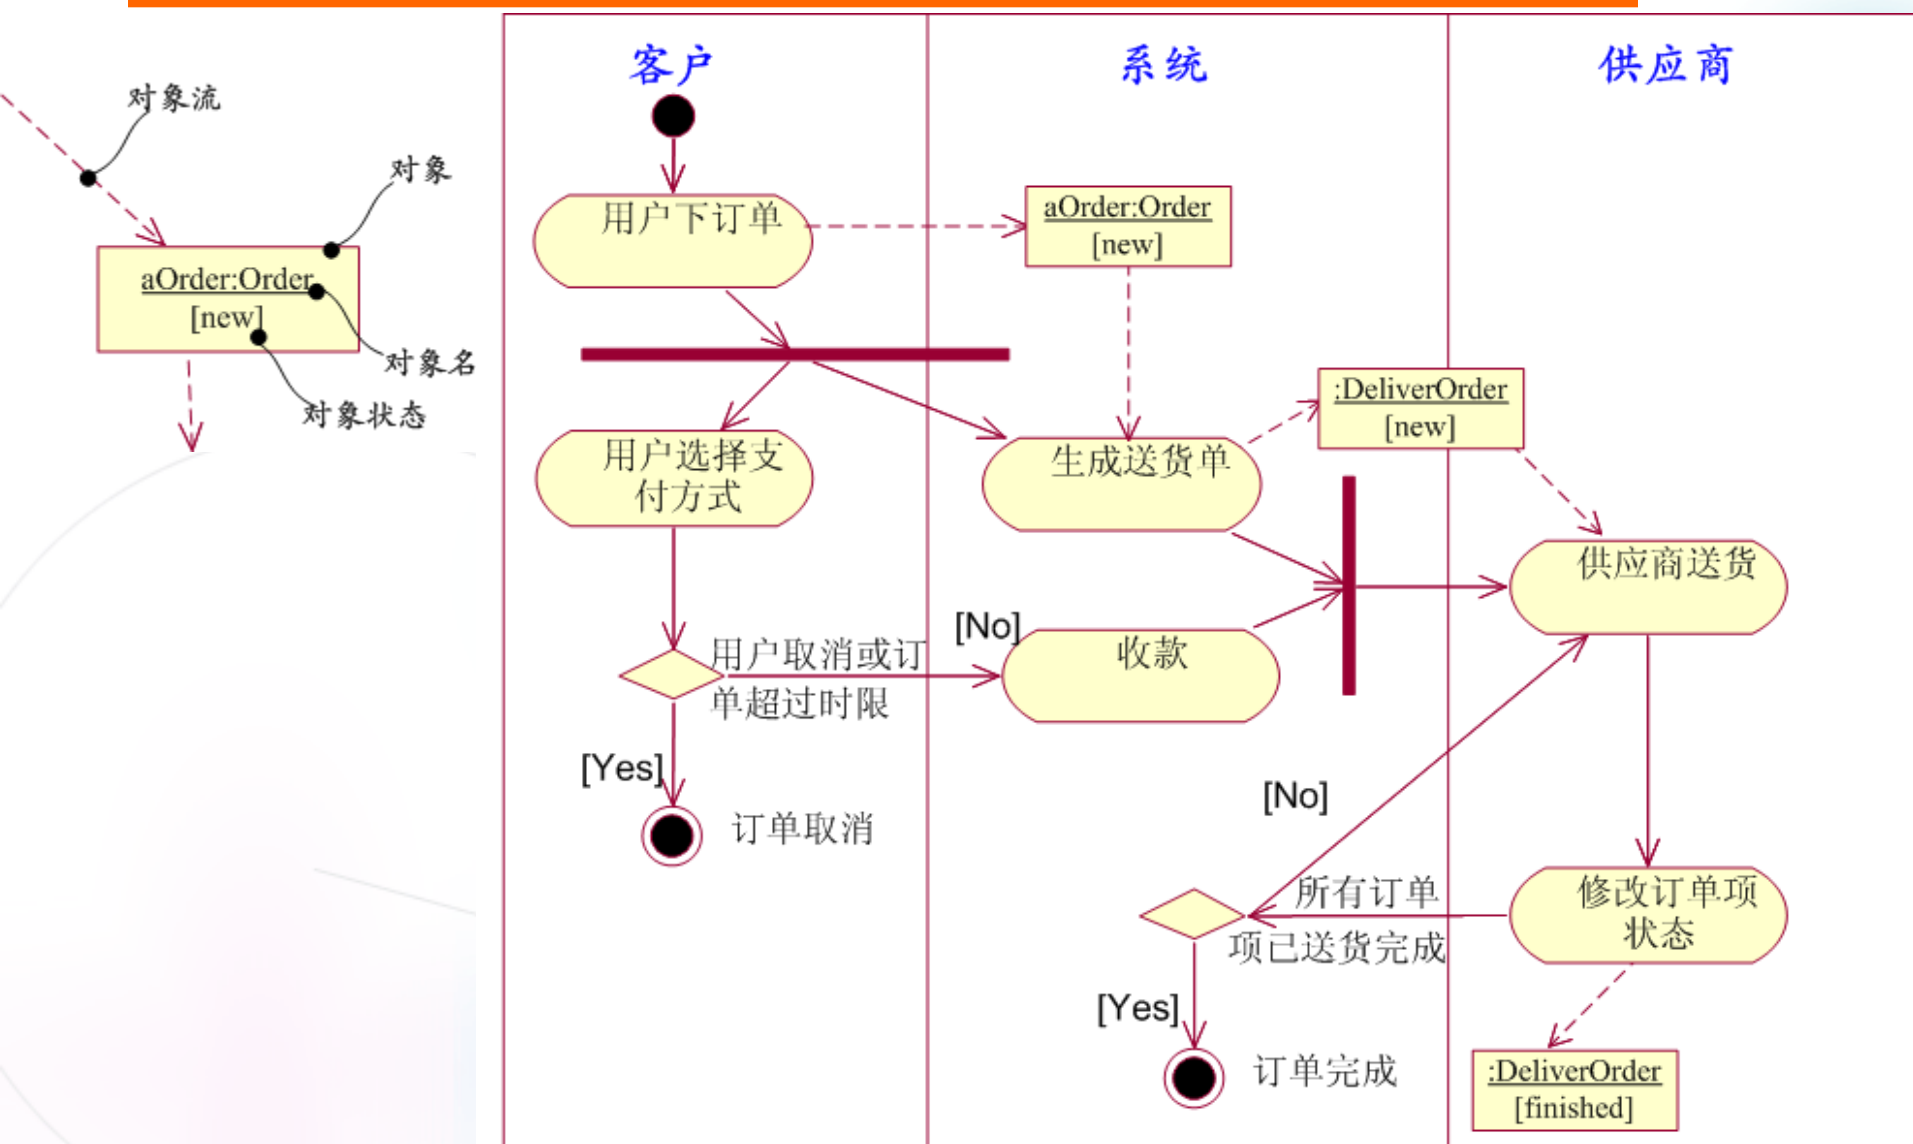 对象流
对象
aOrder:Order
[new]
对象名
对象状态
客户
系统
供应商
用户下订单
aOrder:Order
[new]
:DeliverOrder
[new]
用户选择支
付方式
生成送货单
供应商送货
[No]
用户取消或订
单超过时限
收款
[Yes]
订单取消
[No]
所有订单
项已送货完成
修改订单项
状态
[Yes]
订单完成
:DeliverOrder
[finished]